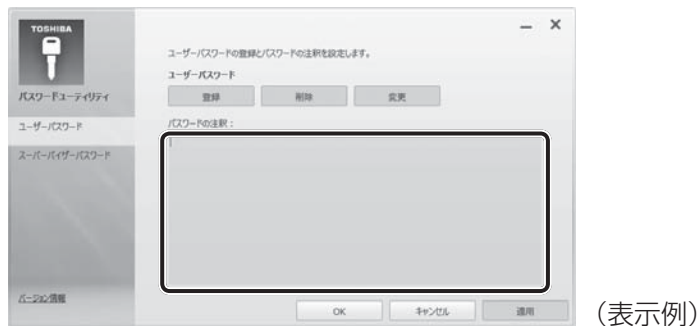 TOSHIBA
パスワードユーティリティ
ユーザーパスワード
スーパーバイザーパスワード
バージョン情報
ユーザーパスワードの登録とパスワードの注釈を設定します。
ユーザーパスワード
登録 削除 変更
パスワードの注釈：
OK キャンセル 適用
（表示例）